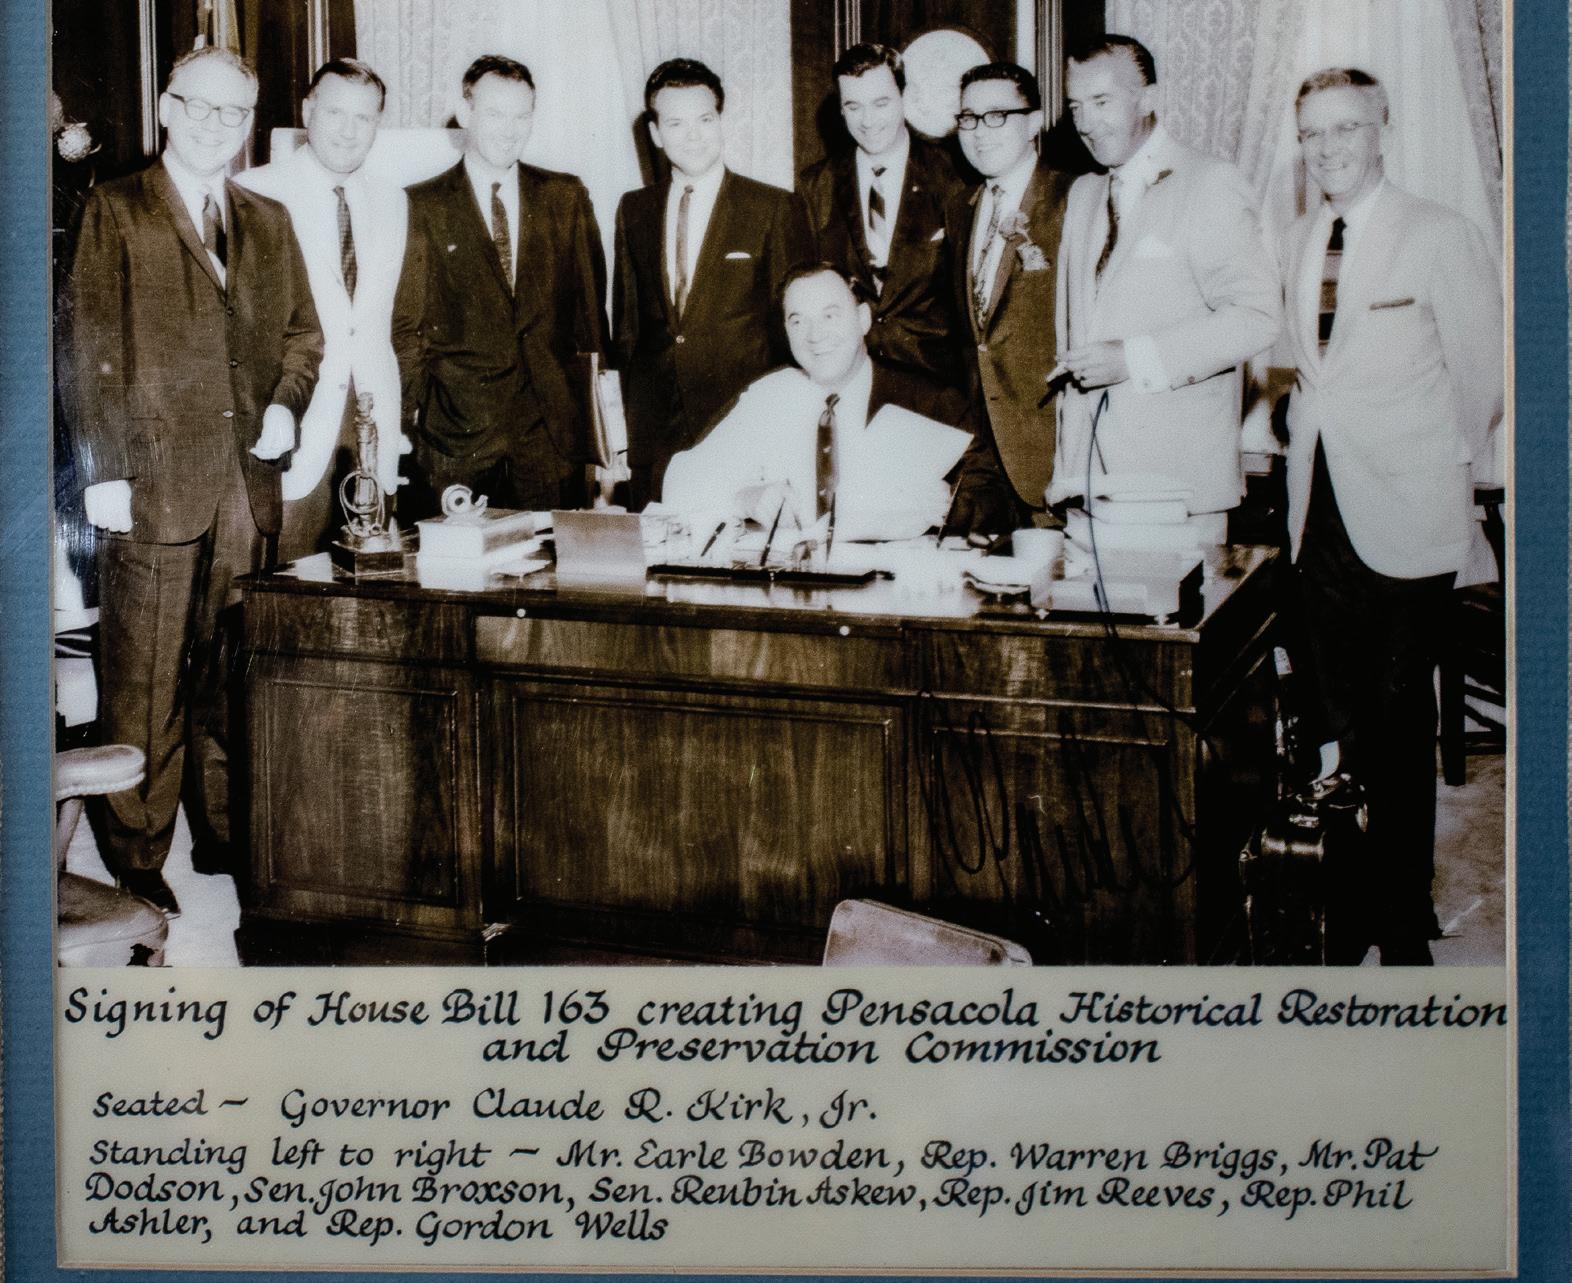 Signing of House Bill 163 creating Pensacola Historical Restoration
and Preservation Commission
Seated ~ Governor Claude R. Kirk, Jr.
Standing left to right ~ Mr. Earle Bowden, Rep. Warren Briggs, Mr. Pat
Dodson, Sen. John Broxson, Sen. Reubin Askew, Rep. Jim Reeves, Rep. Phil
Ashler, and Rep. Gordon Wells